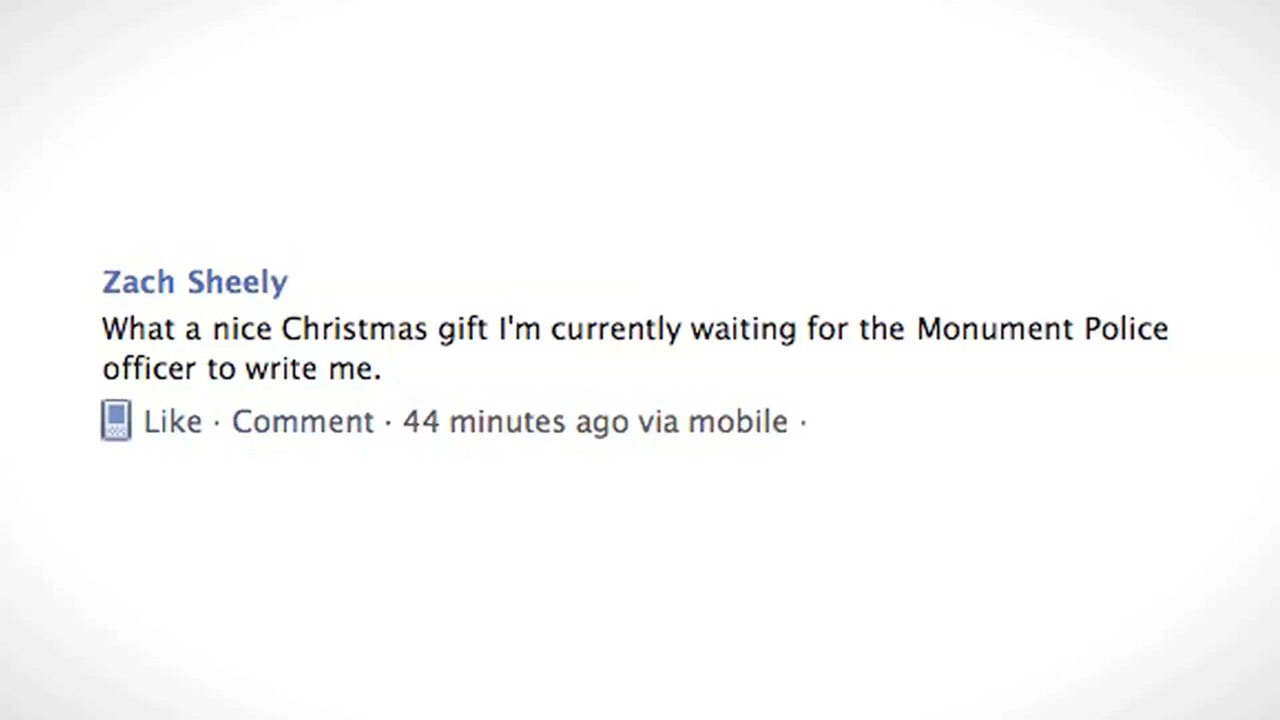 Zach Sheely
What a nice Christmas gift I'm currently waiting for the Monument Police
officer to write me.
Like · Comment · 44 minutes ago via mobile ·